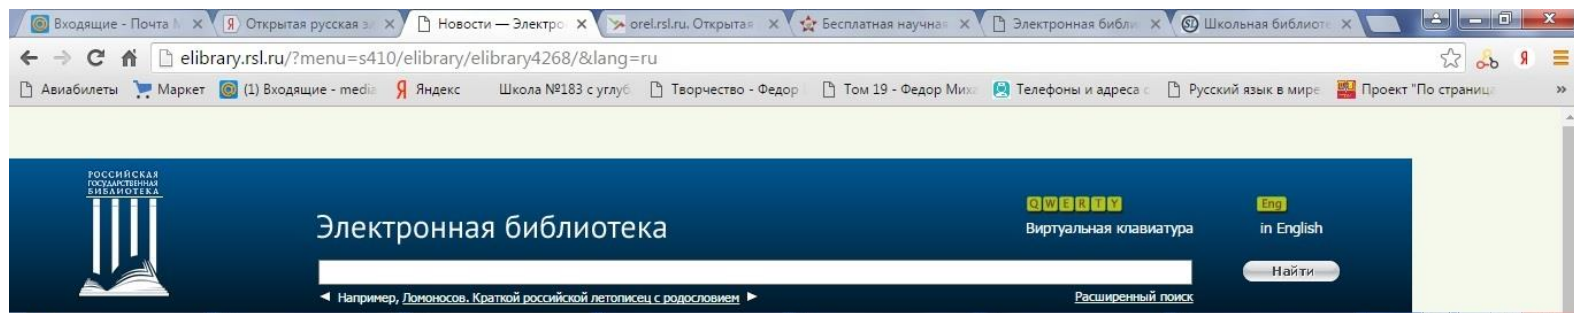 Входящие - Почта
Я Открытая русская
Новости — Электро
orel.rsl.ru. Открытая
Бесплатная научная
Электронная библи
Школьная библиот
elibrary.rsl.ru/?menu=s410/elibrary/elibrary4268/&lang=ru
Я
Авиабилеты
Маркет
(1) Входящие - media
Я Яндекс
Школа №183 с углуб
Творчество - Федор
Том 19 - Федор Миха
Телефоны и адреса с
Русский язык в мире
Проект "По страниц
РОССИЙСКАЯ
ГОСУДАРСТВЕННАЯ
БИБЛИОТЕКА
Электронная библиотека
QWERTY
Виртуальная клавиатура
Eng
in English
Найти
Например, Ломоносов. Краткой российской летописец с родословием
Расширенный поиск